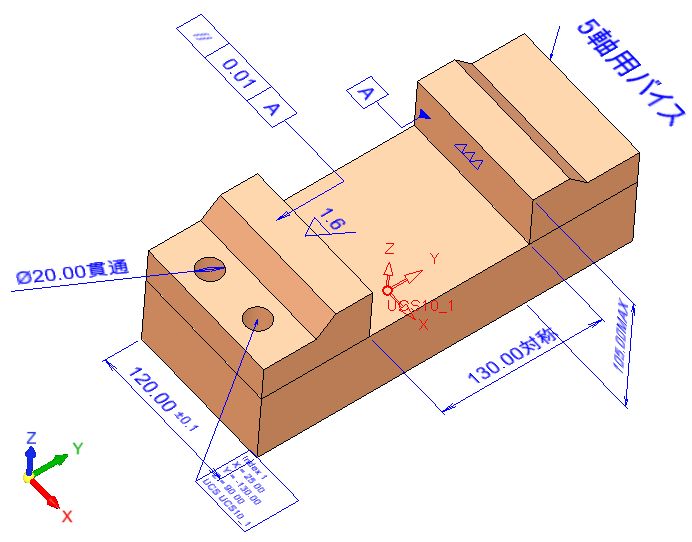 5軸用バイス
// 0.01 A
A
1.6
Z
Y
UCS10_1
X
Ø20.00貫通
105.00MAX
130.00対称
120.00 ±0.1
Index 1
X = 25.00
Y = -130.00
Z = 90.00
UCS UCS10_1
Z
Y
X